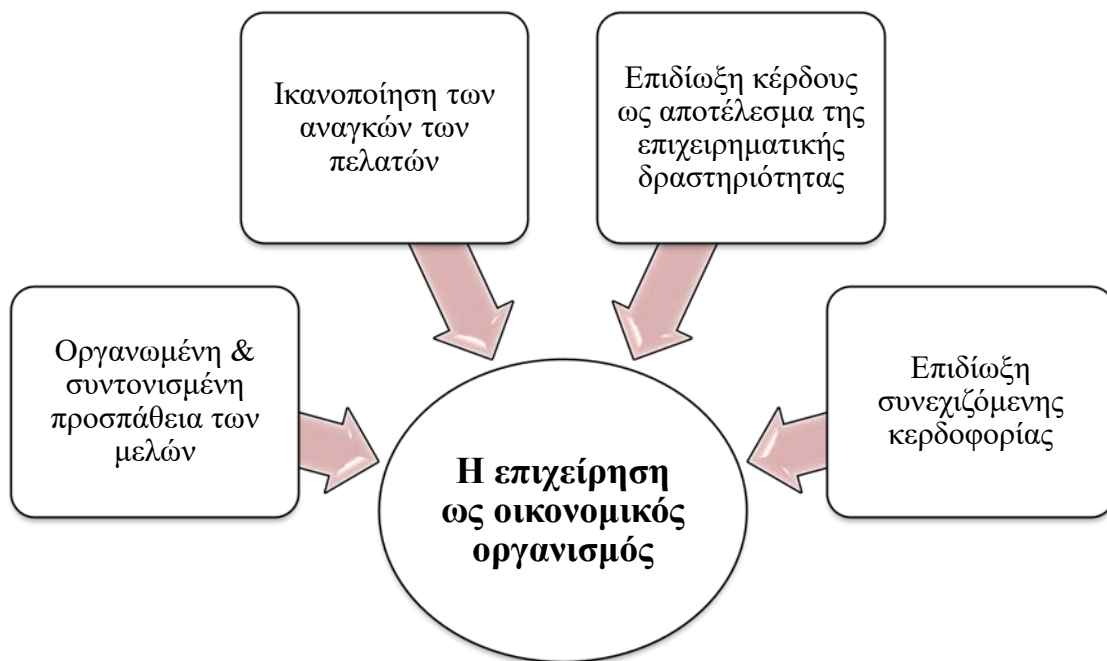 Ικανοποίηση των
αναγκών των
πελατών
Επιδίωξη κέρδους
ως αποτέλεσμα της
επιχειρηματικής
δραστηριότητας
Οργανωμένη &
συντονισμένη
προσπάθεια των
μελών
Επιδίωξη
συνεχιζόμενης
κερδοφορίας
Η επιχείρηση
ως οικονομικός
οργανισμός